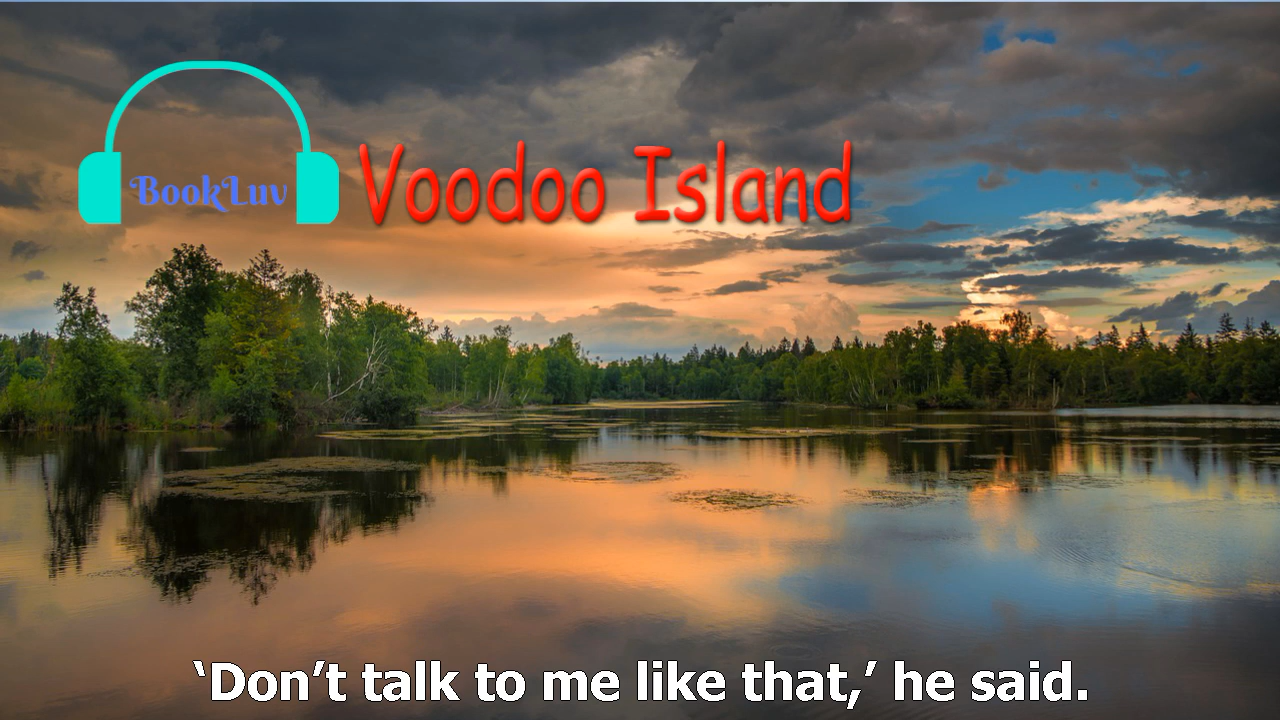 BookLuv
Voodoo Island
‘Don’t talk to me like that,’ he said.